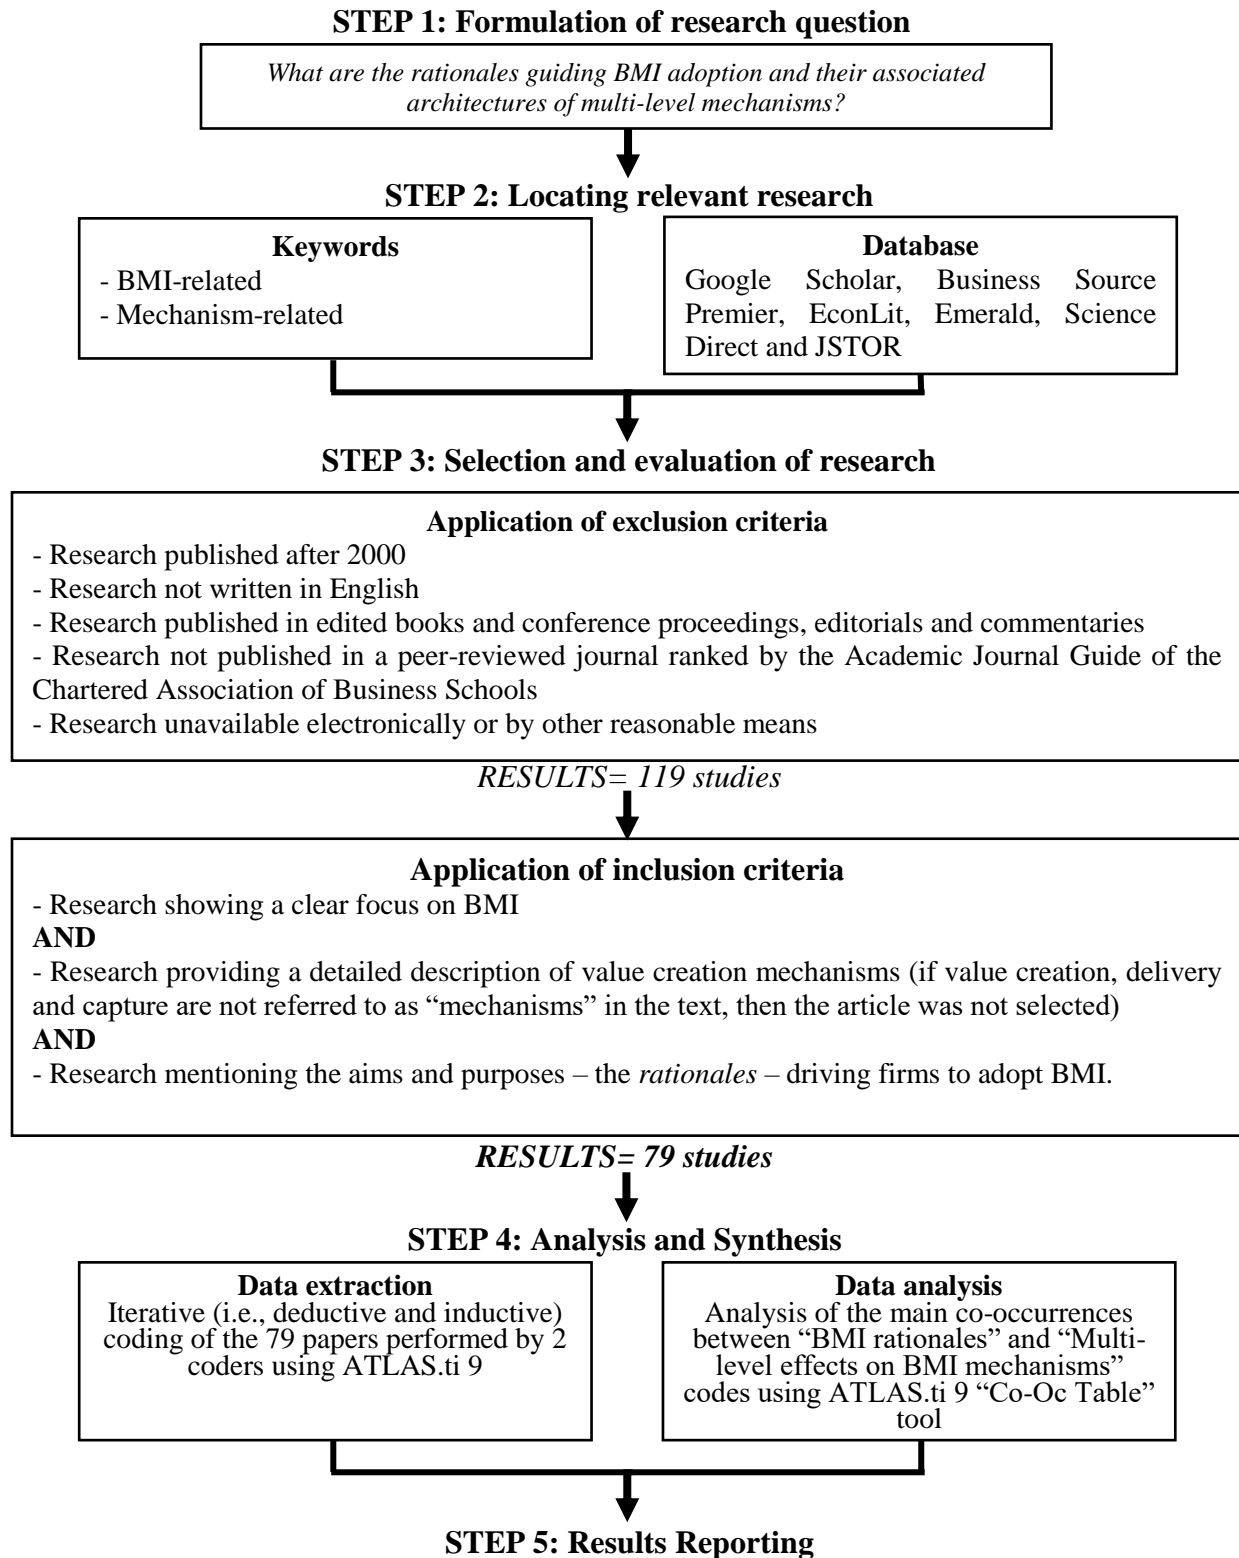 STEP 1: Formulation of research question
What are the rationales guiding BMI adoption and their associated
architectures of multi-level mechanisms?
STEP 2: Locating relevant research
Keywords
- BMI-related
- Mechanism-related
Database
Google Scholar, Business Source
Premier, EconLit, Emerald, Science
Direct and JSTOR
STEP 3: Selection and evaluation of research
Application of exclusion criteria
- Research published after 2000
- Research not written in English
- Research published in edited books and conference proceedings, editorials and commentaries
- Research not published in a peer-reviewed journal ranked by the Academic Journal Guide of the
Chartered Association of Business Schools
- Research unavailable electronically or by other reasonable means
RESULTS= 119 studies
Application of inclusion criteria
- Research showing a clear focus on BMI
AND
- Research providing a detailed description of value creation mechanisms (if value creation, delivery
and capture are not referred to as “mechanisms” in the text, then the article was not selected)
AND
- Research mentioning the aims and purposes – the rationales – driving firms to adopt BMI.
RESULTS= 79 studies
STEP 4: Analysis and Synthesis
Data extraction
Iterative (i.e., deductive and inductive)
coding of the 79 papers performed by 2
coders using ATLAS.ti 9
Data analysis
Analysis of the main co-occurrences
between “BMI rationales” and “Multi-
level effects on BMI mechanisms”
codes using ATLAS.ti 9 “Co-Oc Table”
tool
STEP 5: Results Reporting